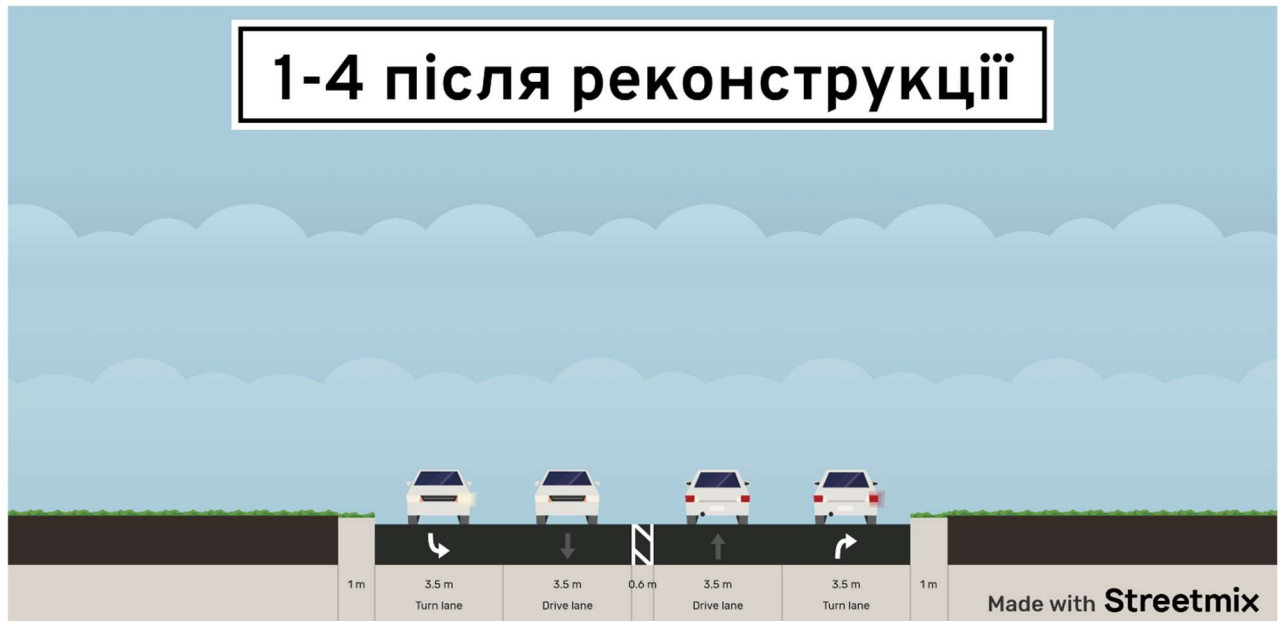 1-4 після реконструкції
1 m
3.5 m
3.5 m
0.6 m
3.5 m
3.5 m
1 m
Turn lane
Drive lane
Drive lane
Turn lane
Made with Streetmix